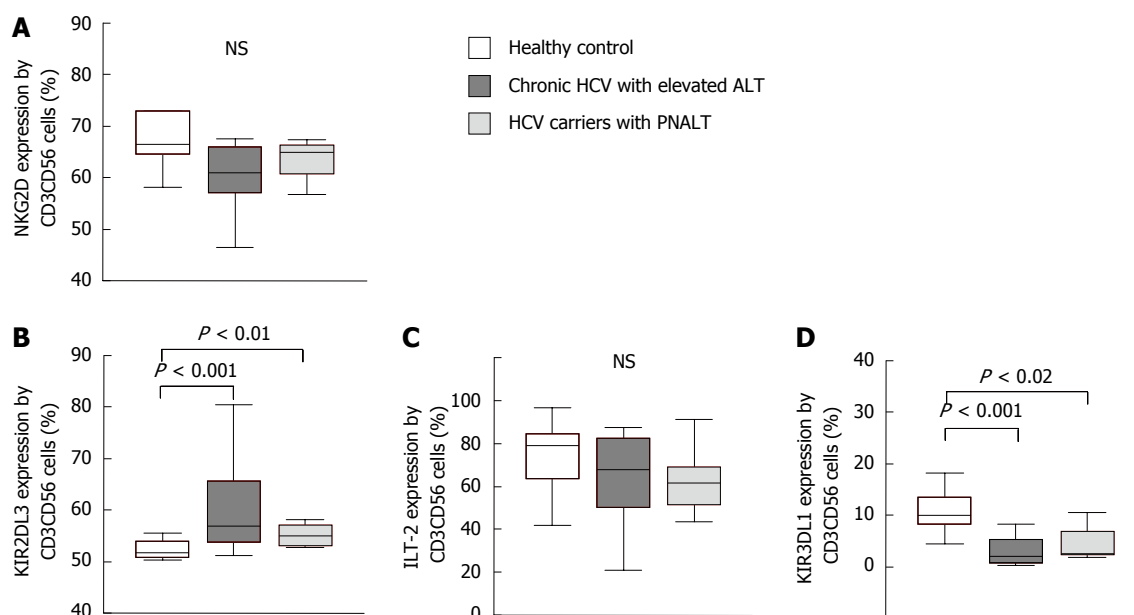 A
NS
NKG2D expression by
CD3CD56 cells (%)
90
80
70
60
50
40
Healthy control
Chronic HCV with elevated ALT
HCV carriers with PNALT
B
P < 0.01
P < 0.001
KIR2DL3 expression by
CD3CD56 cells (%)
90
80
70
60
50
40
C
NS
ILT-2 expression by
CD3CD56 cells (%)
100
80
60
40
20
0
D
P < 0.02
P < 0.001
KIR3DL1 expression by
CD3CD56 cells (%)
40
30
20
10
0